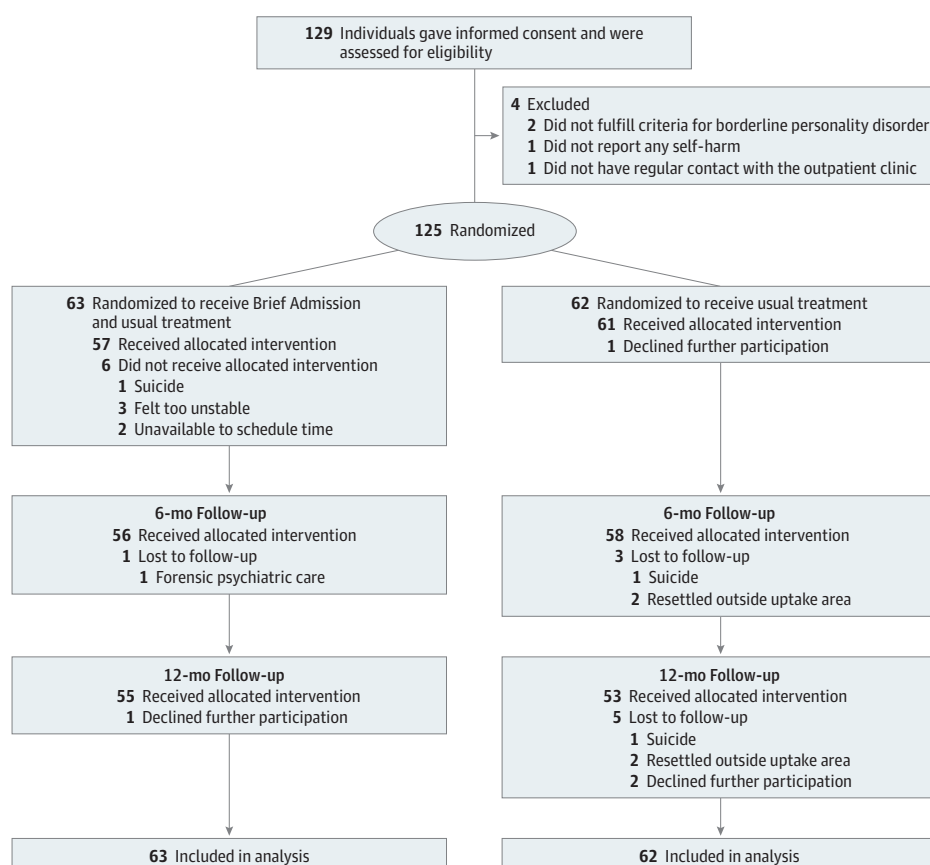 129 Individuals gave informed consent and were
assessed for eligibility
4 Excluded
2 Did not fulfill criteria for borderline personality disorder
1 Did not report any self-harm
1 Did not have regular contact with the outpatient clinic
125 Randomized
63 Randomized to receive Brief Admission
and usual treatment
57 Received allocated intervention
6 Did not receive allocated intervention
1 Suicide
3 Felt too unstable
2 Unavailable to schedule time
62 Randomized to receive usual treatment
61 Received allocated intervention
1 Declined further participation
6-mo Follow-up
56 Received allocated intervention
1 Lost to follow-up
1 Forensic psychiatric care
6-mo Follow-up
58 Received allocated intervention
3 Lost to follow-up
1 Suicide
2 Resettled outside uptake area
12-mo Follow-up
55 Received allocated intervention
1 Declined further participation
12-mo Follow-up
53 Received allocated intervention
5 Lost to follow-up
1 Suicide
2 Resettled outside uptake area
2 Declined further participation
63 Included in analysis
62 Included in analysis